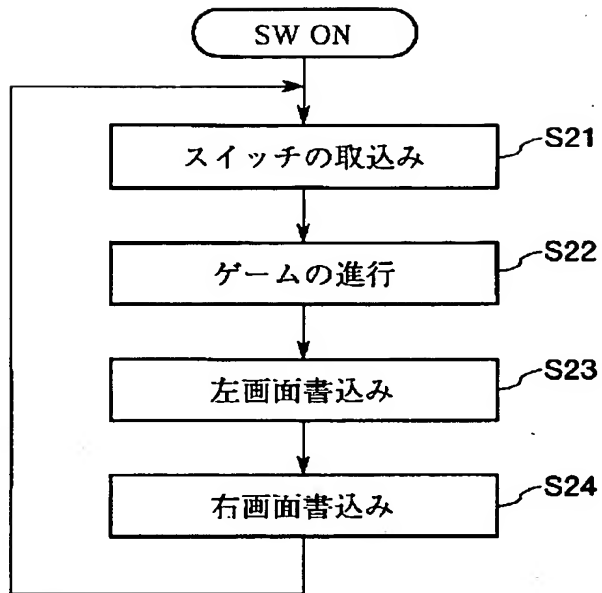 SW ON
スイッチの取込み
S21
ゲームの進行
S22
左画面書込み
S23
右画面書込み
S24